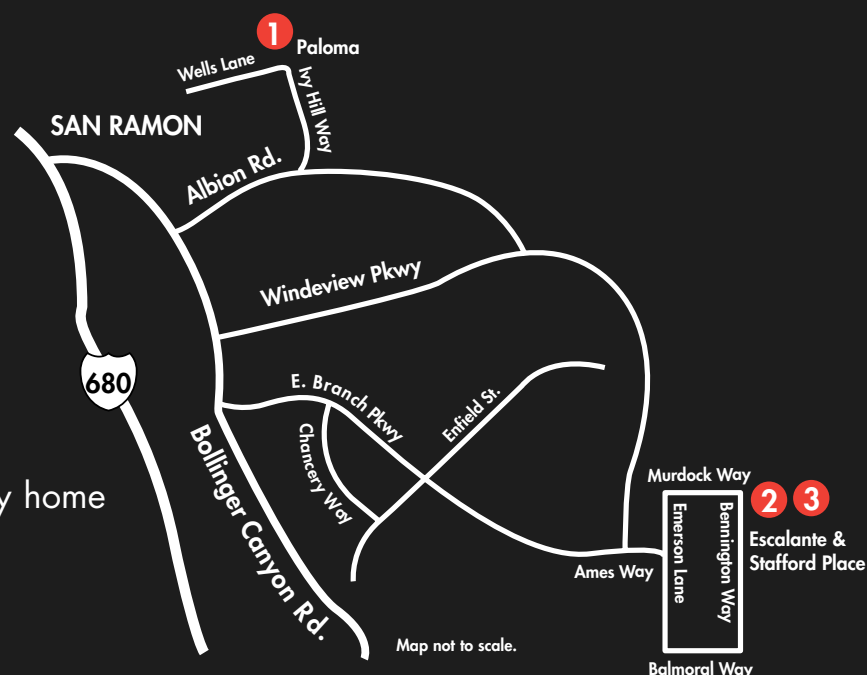 1
Paloma
Wells Lane
Ivy Hill Way
SAN RAMON
Albion Rd.
Windeview Pkwy
680
E. Branch Pkwy
Enfield St.
Chancery Way
Bollinger Canyon Rd.
y home
Murdock Way
2 3
Emerson Lane
Bennington Way
Escalante &
Stafford Place
Ames Way
Map not to scale.
Balmoral Way